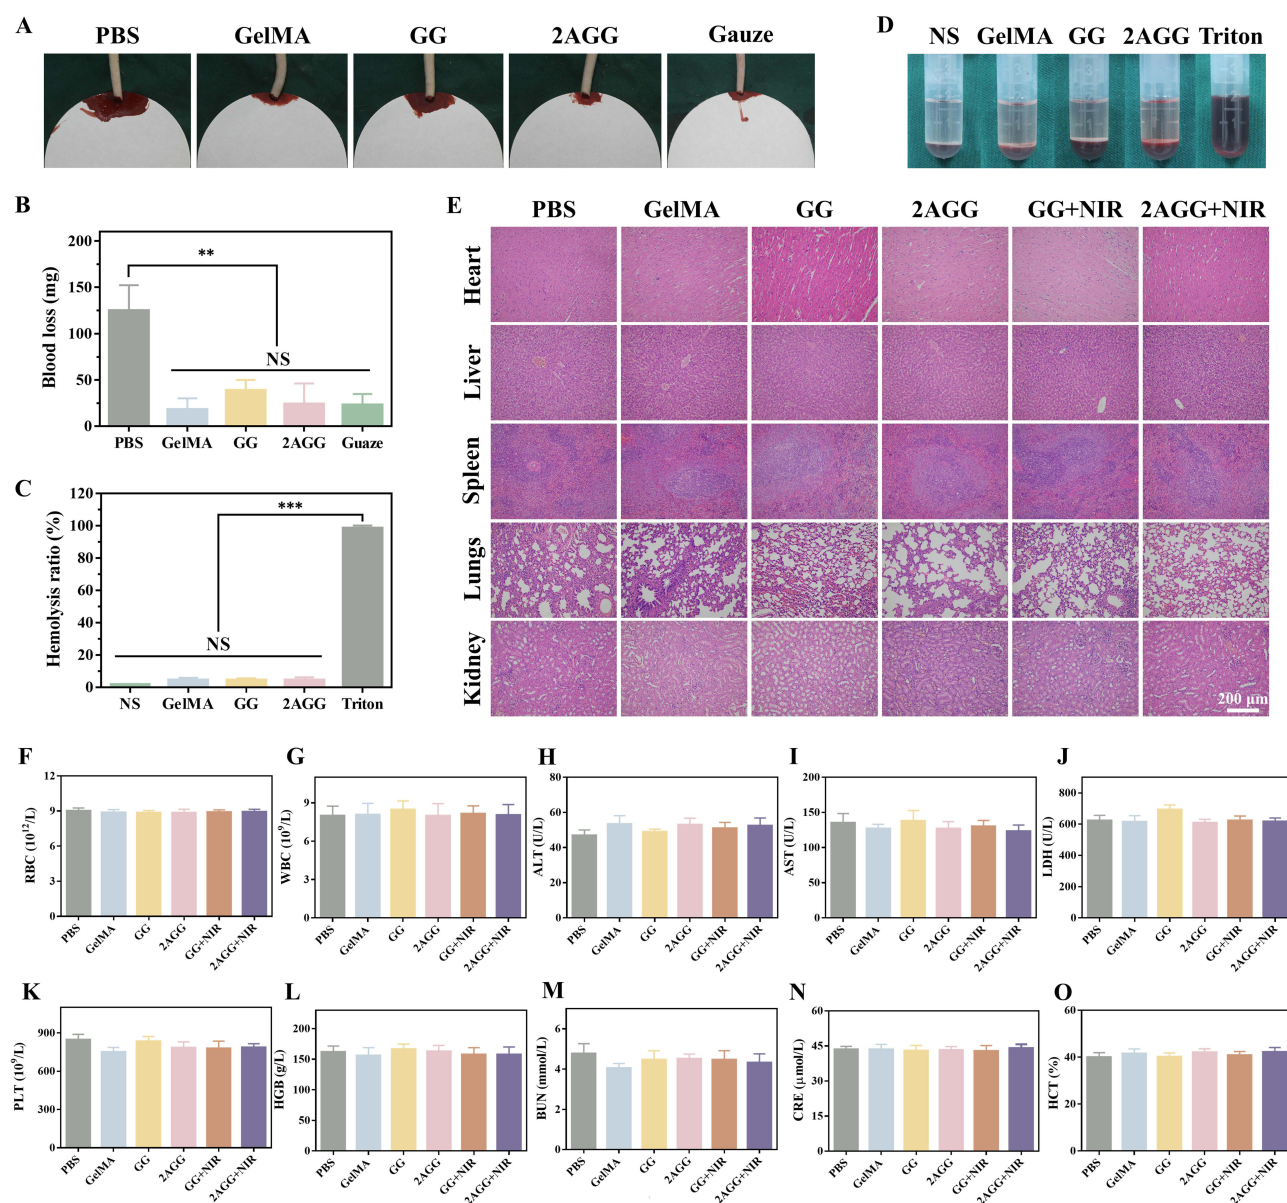 A
PBS GelMA GG 2AGG Gauze
D
NS GelMA GG 2AGG Triton
B
Blood loss (mg)
200
150
100
50
0
**
NS
PBS GelMA GG 2AGG Guaze
C
Hemolysis ratio (%)
120
100
80
60
40
20
0
***
NS
NS GelMA GG 2AGG Triton
E
PBS GelMA GG 2AGG GG+NIR 2AGG+NIR
Heart
Liver
Spleen
Lungs
Kidney
200 μm
F
RBC (10¹²/L)
12
9
6
3
0
PBS GelMA GG 2AGG GG+NIR 2AGG+NIR
G
WBC (10⁹/L)
9
6
3
0
PBS GelMA GG 2AGG GG+NIR 2AGG+NIR
H
ALT (U/L)
80
60
40
20
0
PBS GelMA GG 2AGG GG+NIR 2AGG+NIR
I
AST (U/L)
200
150
100
50
0
PBS GelMA GG 2AGG GG+NIR 2AGG+NIR
J
LDH (U/L)
800
600
400
200
0
PBS GelMA GG 2AGG GG+NIR 2AGG+NIR
K
PLT (10⁹/L)
900
600
300
0
PBS GelMA GG 2AGG GG+NIR 2AGG+NIR
L
HGB (g/L)
250
200
150
100
50
0
PBS GelMA GG 2AGG GG+NIR 2AGG+NIR
M
BUN (mmol/L)
6
4
2
0
PBS GelMA GG 2AGG GG+NIR 2AGG+NIR
N
CRE (μmol/L)
60
45
30
15
0
PBS GelMA GG 2AGG GG+NIR 2AGG+NIR
O
HCT (%)
60
40
20
0
PBS GelMA GG 2AGG GG+NIR 2AGG+NIR